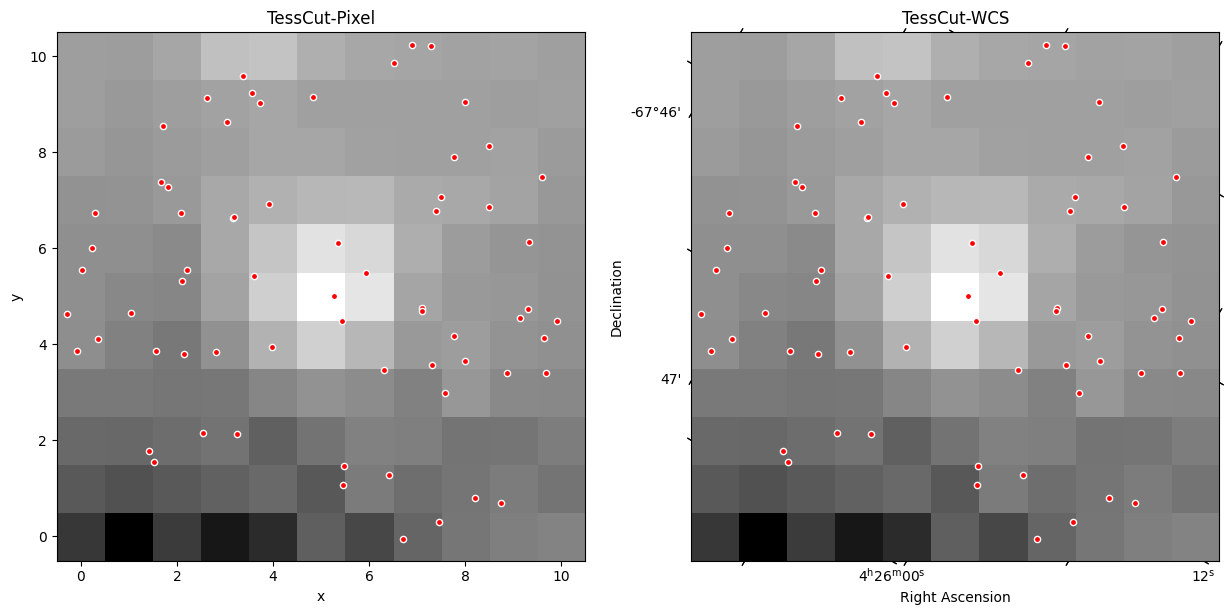 TessCut-Pixel
10
8
6
4
2
0
y
0 2 4 6 8 10
x
TessCut-WCS
-67°46'
47'
Declination
4ʰ26ᵐ00ˢ 12ˢ
Right Ascension